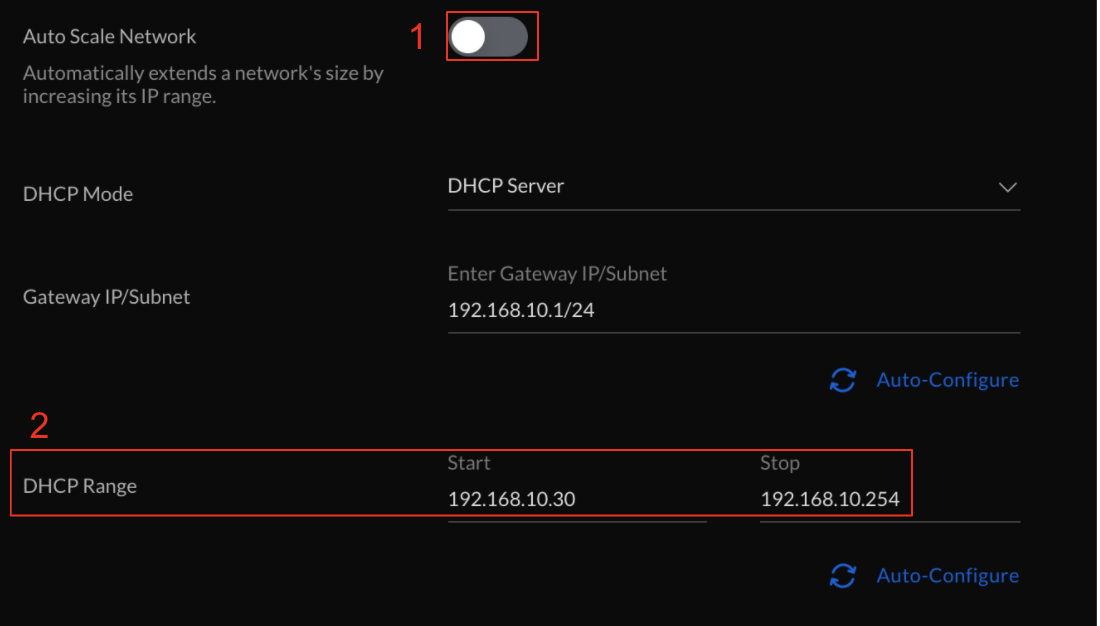 Auto Scale Network
1
Automatically extends a network's size by
increasing its IP range.
DHCP Mode
DHCP Server
Gateway IP/Subnet
Enter Gateway IP/Subnet
192.168.10.1/24
Auto-Configure
2
DHCP Range
Start
192.168.10.30
Stop
192.168.10.254
Auto-Configure